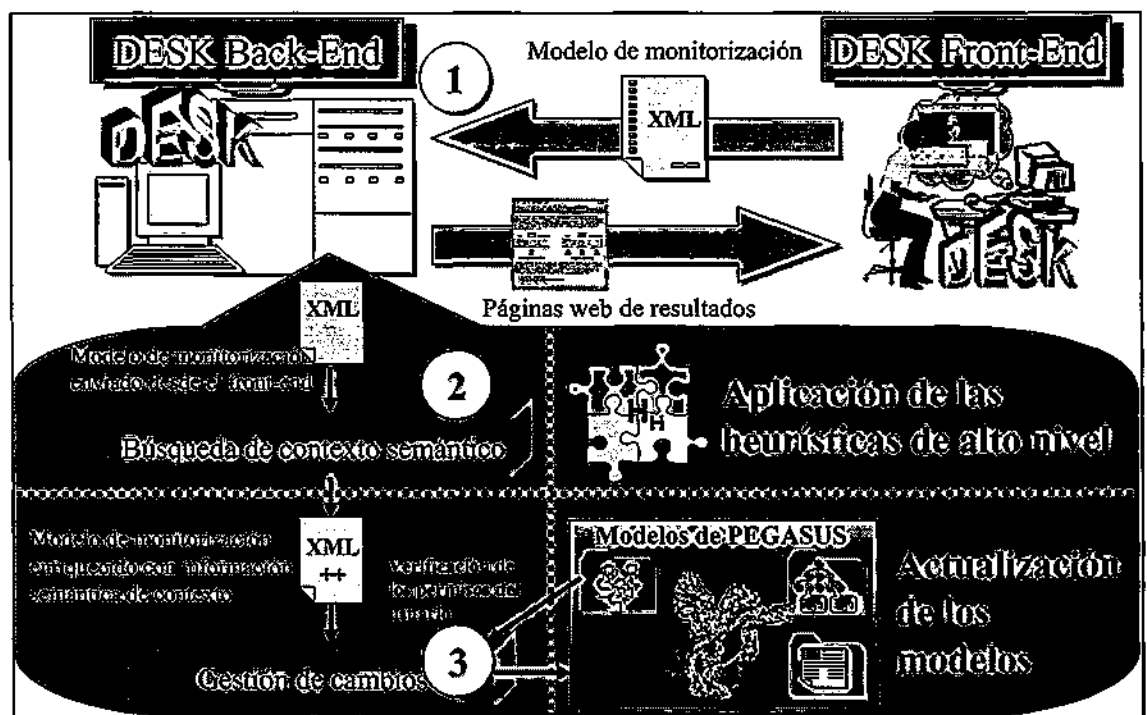 DESK Back-End
1
Modelo de monitorización
DESK Front-End
XML
DESK
DESK
Páginas web de resultados
XML
Modelo de monitorización
enviado desde el front-end
2
Búsqueda de contexto semántico
H
H
Aplicación de las
heurísticas de alto nivel
Modelo de monitorización
enriquecido con información
semántica de contexto
XML
++
Verificación de
los permisos del
usuario
Modelos de PEGASUS
Actualización
de los
modelos
3
Gestión de cambios